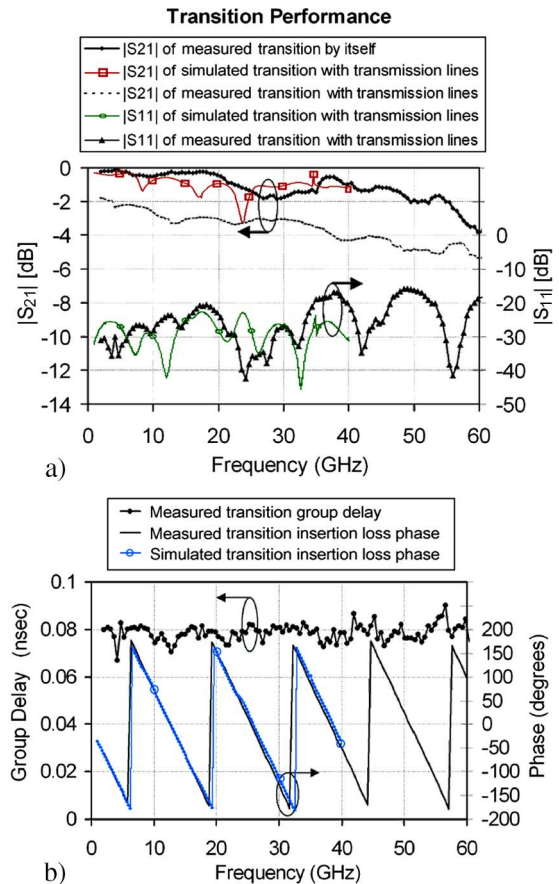 Transition Performance
|S21| of measured transition by itself
|S21| of simulated transition with transmission lines
|S21| of measured transition with transmission lines
|S11| of simulated transition with transmission lines
|S11| of measured transition with transmission lines
|S21| [dB]
0
-2
-4
-6
-8
-10
-12
-14
0
-10
-20
-30
-40
-50
|S11| [dB]
0 10 20 30 40 50 60
Frequency (GHz)
a)
Measured transition group delay
Measured transition insertion loss phase
Simulated transition insertion loss phase
Group Delay (nsec)
0.1
0.08
0.06
0.04
0.02
0
200
150
100
50
0
-50
-100
-150
-200
Phase (degrees)
0 10 20 30 40 50 60
Frequency (GHz)
b)